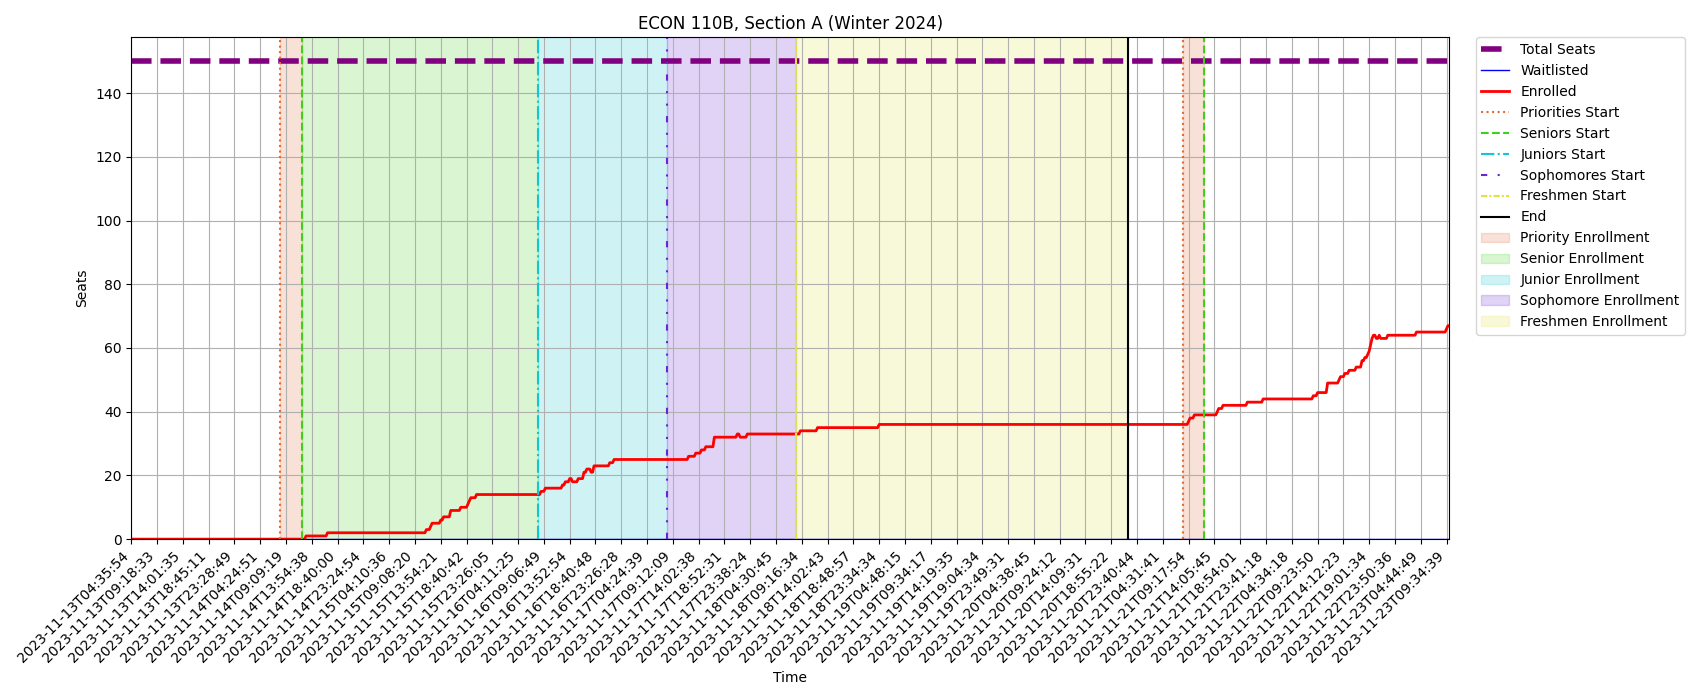 ECON 110B, Section A (Winter 2024)
Seats
140
120
100
80
60
40
20
0
2023-11-13T04:35:54
2023-11-13T09:18:33
2023-11-13T14:01:35
2023-11-13T18:45:11
2023-11-13T23:28:49
2023-11-14T04:24:51
2023-11-14T09:09:19
2023-11-14T13:54:38
2023-11-14T18:40:00
2023-11-14T23:24:54
2023-11-15T04:10:36
2023-11-15T09:08:20
2023-11-15T13:54:21
2023-11-15T18:40:42
2023-11-15T23:26:05
2023-11-16T04:11:25
2023-11-16T09:06:49
2023-11-16T13:52:54
2023-11-16T18:40:48
2023-11-16T23:26:28
2023-11-17T04:24:39
2023-11-17T09:12:09
2023-11-17T14:02:38
2023-11-17T18:52:31
2023-11-17T23:38:24
2023-11-18T04:30:45
2023-11-18T09:16:34
2023-11-18T14:02:43
2023-11-18T18:48:57
2023-11-18T23:34:34
2023-11-19T04:48:15
2023-11-19T09:34:17
2023-11-19T14:19:35
2023-11-19T19:04:34
2023-11-19T23:49:31
2023-11-20T04:38:45
2023-11-20T09:24:12
2023-11-20T14:09:31
2023-11-20T18:55:22
2023-11-20T23:40:44
2023-11-21T04:31:41
2023-11-21T09:17:54
2023-11-21T14:05:45
2023-11-21T18:54:01
2023-11-21T23:41:18
2023-11-22T04:34:18
2023-11-22T09:23:50
2023-11-22T14:12:23
2023-11-22T19:01:34
2023-11-22T23:50:36
2023-11-23T04:44:49
2023-11-23T09:34:39
Time
Total Seats
Waitlisted
Enrolled
Priorities Start
Seniors Start
Juniors Start
Sophomores Start
Freshmen Start
End
Priority Enrollment
Senior Enrollment
Junior Enrollment
Sophomore Enrollment
Freshmen Enrollment